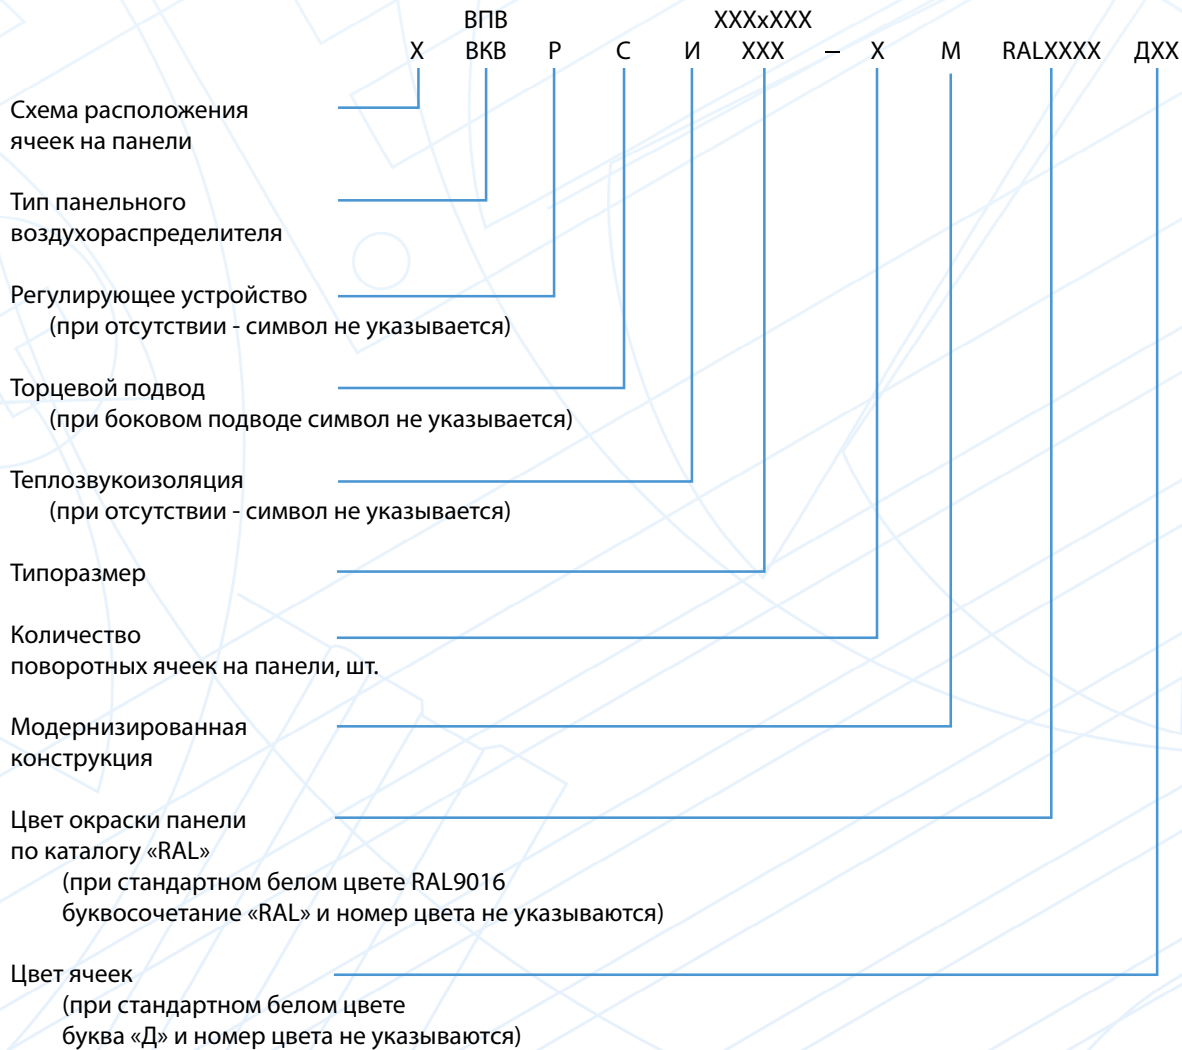 ВПВ XXXxXXX
X ВКВ Р С И XXX – X М RALXXXX ДXX
Схема расположения
ячеек на панели
Тип панельного
воздухораспределителя
Регулирующее устройство
(при отсутствии - символ не указывается)
Торцевой подвод
(при боковом подводе символ не указывается)
Теплозвукоизоляция
(при отсутствии - символ не указывается)
Типоразмер
Количество
поворотных ячеек на панели, шт.
Модернизированная
конструкция
Цвет окраски панели
по каталогу «RAL»
(при стандартном белом цвете RAL9016
буквосочетание «RAL» и номер цвета не указываются)
Цвет ячеек
(при стандартном белом цвете
буква «Д» и номер цвета не указываются)